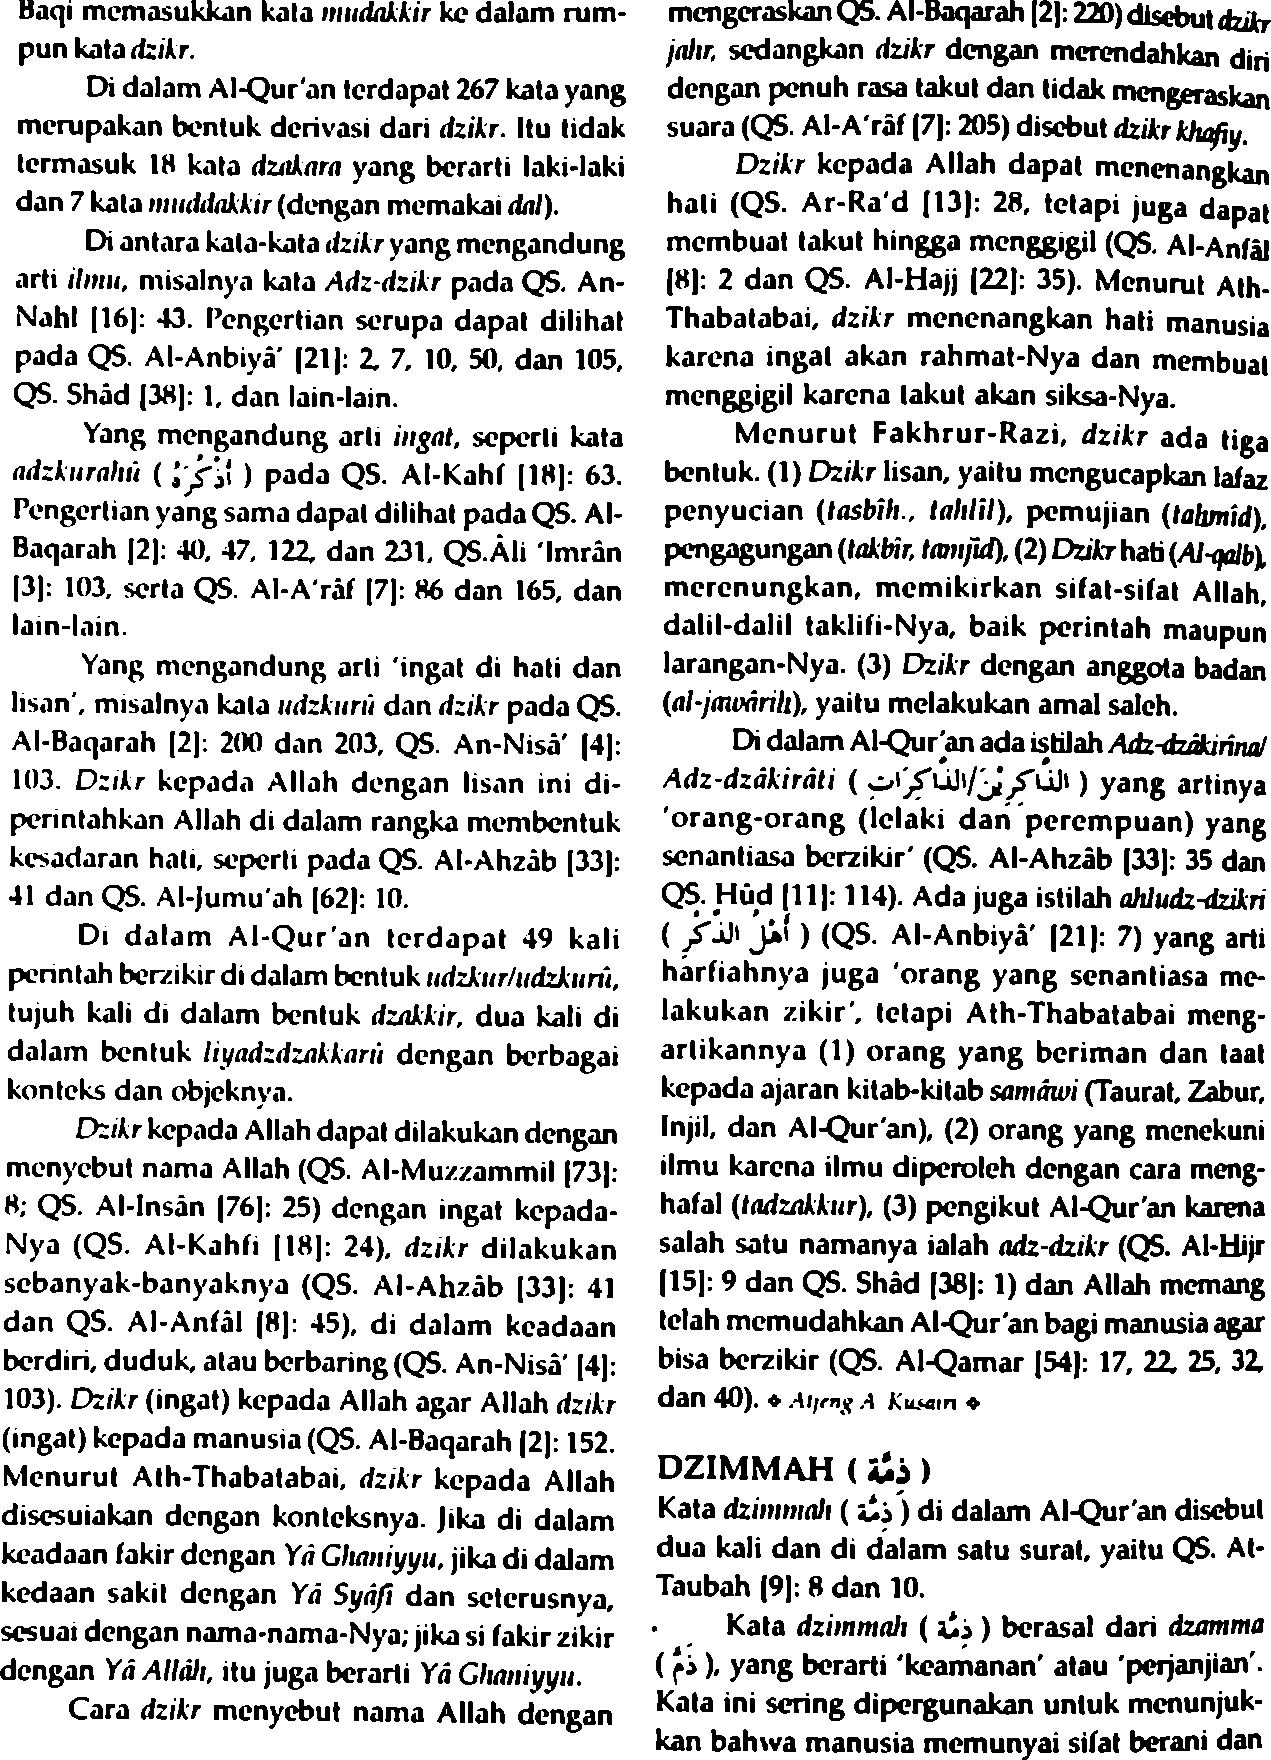 Baqi memasukkan kata mudakkir ke dalam rum-
pun kata dzikr.
Di dalam Al-Qur'an terdapat 267 kata yang
merupakan bentuk derivasi dari dzikr. Itu tidak
termasuk 18 kata dzakara yang berarti laki-laki
dan 7 kata muddakkir (dengan memakai dal).
Di antara kata-kata dzikr yang mengandung
arti ilmu, misalnya kata Adz-dzikr pada QS. An-
Nahl [16]: 43. Pengertian serupa dapat dilihat
pada QS. Al-Anbiyâ' [21]: 2, 7, 10, 50, dan 105,
QS. Shâd [38]: 1, dan lain-lain.
Yang mengandung arti ingat, seperti kata
adzkurahû ( أَذْكُرَهُ ) pada QS. Al-Kahf [18]: 63.
Pengertian yang sama dapat dilihat pada QS. Al-
Baqarah [2]: 40, 47, 122, dan 231, QS.Âli 'Imrân
[3]: 103, serta QS. Al-A'râf [7]: 86 dan 165, dan
lain-lain.
Yang mengandung arti 'ingat di hati dan
lisan', misalnya kata udzkurû dan dzikr pada QS.
Al-Baqarah [2]: 200 dan 203, QS. An-Nisâ' [4]:
103. Dzikr kepada Allah dengan lisan ini di-
perintahkan Allah di dalam rangka membentuk
kesadaran hati, seperti pada QS. Al-Ahzâb [33]:
41 dan QS. Al-Jumu'ah [62]: 10.
Di dalam Al-Qur'an terdapat 49 kali
perintah berzikir di dalam bentuk udzkur/udzkurû,
tujuh kali di dalam bentuk dzakkir, dua kali di
dalam bentuk liyadzdzakkarû dengan berbagai
konteks dan objeknya.
Dzikr kepada Allah dapat dilakukan dengan
menyebut nama Allah (QS. Al-Muzzammil [73]:
8; QS. Al-Insân [76]: 25) dengan ingat kepada-
Nya (QS. Al-Kahfi [18]: 24), dzikr dilakukan
sebanyak-banyaknya (QS. Al-Ahzâb [33]: 41
dan QS. Al-Anfâl [8]: 45), di dalam keadaan
berdiri, duduk, atau berbaring (QS. An-Nisâ' [4]:
103). Dzikr (ingat) kepada Allah agar Allah dzikr
(ingat) kepada manusia (QS. Al-Baqarah [2]: 152.
Menurut Ath-Thabatabai, dzikr kepada Allah
disesuiakan dengan konteksnya. Jika di dalam
keadaan fakir dengan Yâ Ghaniyyu, jika di dalam
kedaan sakit dengan Yâ Syâfî dan seterusnya,
sesuai dengan nama-nama-Nya; jika si fakir zikir
dengan Yâ Allâh, itu juga berarti Yâ Ghaniyyu.
Cara dzikr menyebut nama Allah dengan
mengeraskan QS. Al-Baqarah [2]: 220) disebut dzikr
jahr, sedangkan dzikr dengan merendahkan diri
dengan penuh rasa takut dan tidak mengeraskan
suara (QS. Al-A'râf [7]: 205) disebut dzikr khafiy.
Dzikr kepada Allah dapat menenangkan
hati (QS. Ar-Ra'd [13]: 28, tetapi juga dapat
membuat takut hingga menggigil (QS. Al-Anfâl
[8]: 2 dan QS. Al-Hajj [22]: 35). Menurut Ath-
Thabatabai, dzikr menenangkan hati manusia
karena ingat akan rahmat-Nya dan membuat
menggigil karena takut akan siksa-Nya.
Menurut Fakhrur-Razi, dzikr ada tiga
bentuk. (1) Dzikr lisan, yaitu mengucapkan lafaz
penyucian (tasbîh., tahlîl), pemujian (tahmîd),
pengagungan (takbîr, tamjîd), (2) Dzikr hati (Al-qalb),
merenungkan, memikirkan sifat-sifat Allah,
dalil-dalil taklifi-Nya, baik perintah maupun
larangan-Nya. (3) Dzikr dengan anggota badan
(al-jawârih), yaitu melakukan amal saleh.
Di dalam Al-Qur'an ada istilah Adz-dzâkirîna/
Adz-dzâkirâti ( الذَّاكِرِيْنَ/الذَّاكِرَات ) yang artinya
'orang-orang (lelaki dan perempuan) yang
senantiasa berzikir' (QS. Al-Ahzâb [33]: 35 dan
QS. Hûd [11]: 114). Ada juga istilah ahludz-dzikri
( أَهْلُ الذِّكْرِ ) (QS. Al-Anbiyâ' [21]: 7) yang arti
harfiahnya juga 'orang yang senantiasa me-
lakukan zikir', tetapi Ath-Thabatabai meng-
artikannya (1) orang yang beriman dan taat
kepada ajaran kitab-kitab samâwi (Taurat, Zabur,
Injil, dan Al-Qur'an), (2) orang yang menekuni
ilmu karena ilmu diperoleh dengan cara meng-
hafal (tadzakkur), (3) pengikut Al-Qur'an karena
salah satu namanya ialah adz-dzikr (QS. Al-Hijr
[15]: 9 dan QS. Shâd [38]: 1) dan Allah memang
telah memudahkan Al-Qur'an bagi manusia agar
bisa berzikir (QS. Al-Qamar [54]: 17, 22, 25, 32,
dan 40). ❖ Atjeng A Kusain ❖
DZIMMAH ( ذِمَّة )
Kata dzimmah ( ذِمَّة ) di dalam Al-Qur'an disebut
dua kali dan di dalam satu surat, yaitu QS. At-
Taubah [9]: 8 dan 10.
Kata dzimmah ( ذِمَّة ) berasal dari dzamma
( ذَمَّ ), yang berarti 'keamanan' atau 'perjanjian'.
Kata ini sering dipergunakan untuk menunjuk-
kan bahwa manusia memunyai sifat berani dan